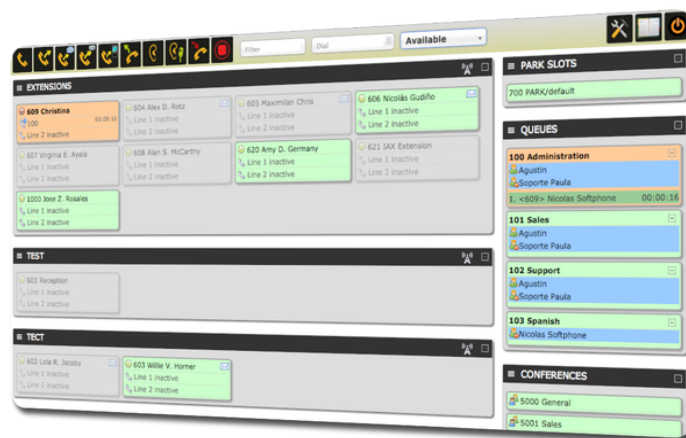 Filter
Dial
Available
EXTENSIONS
609 Christina
100 00:00:16
Line 2 inactive
604 Alex D. Rotz
Line 1 inactive
Line 2 inactive
605 Maximilan Chris
Line 1 inactive
Line 2 inactive
606 Nicolás Gudiño
Line 1 inactive
Line 2 inactive
607 Virginia E. Ayala
Line 1 inactive
Line 2 inactive
608 Alan S. McCarthy
Line 1 inactive
Line 2 inactive
620 Amy D. Germany
Line 1 inactive
Line 2 inactive
621 IAX Extension
Line 1 inactive
Line 2 inactive
1000 Jose Z. Rosales
Line 1 inactive
Line 2 inactive
TEST
601 Reception
Line 1 inactive
Line 2 inactive
TECT
602 Lola R. Jacoby
Line 1 inactive
Line 2 inactive
603 Willie V. Horner
Line 1 inactive
Line 2 inactive
PARK SLOTS
700 PARK/default
QUEUES
100 Administration
Agustin
Soporte Paula
1. <609> Nicolas Softphone 00:00:16
101 Sales
Agustin
Soporte Paula
102 Support
Agustin
Soporte Paula
103 Spanish
Nicolas Softphone
CONFERENCES
5000 General
5001 Sales